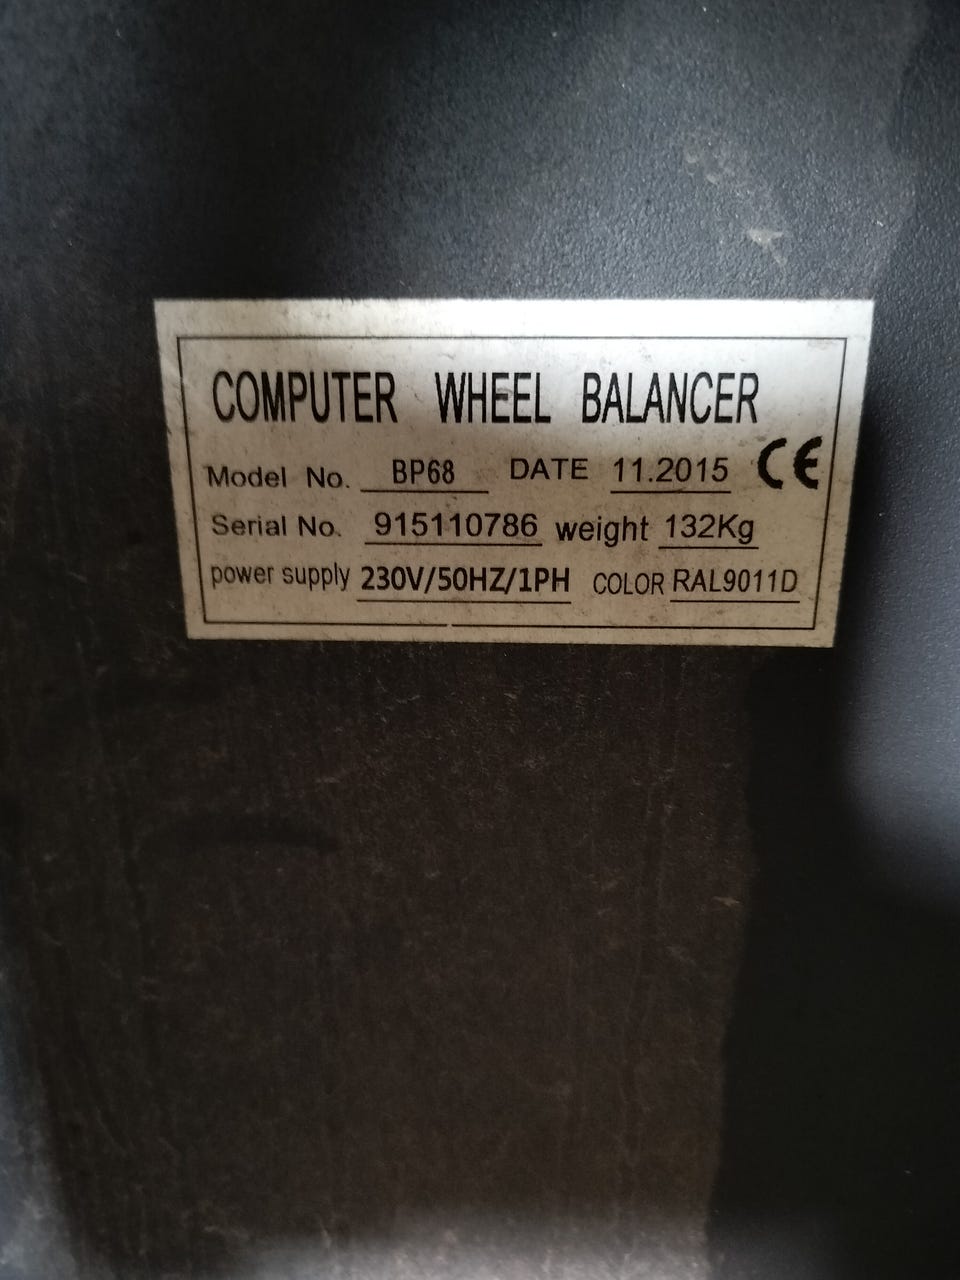 COMPUTER WHEEL BALANCER
Model No. BP68 DATE 11.2015 CE
Serial No. 915110786 weight 132Kg
power supply 230V/50HZ/1PH COLOR RAL9011D